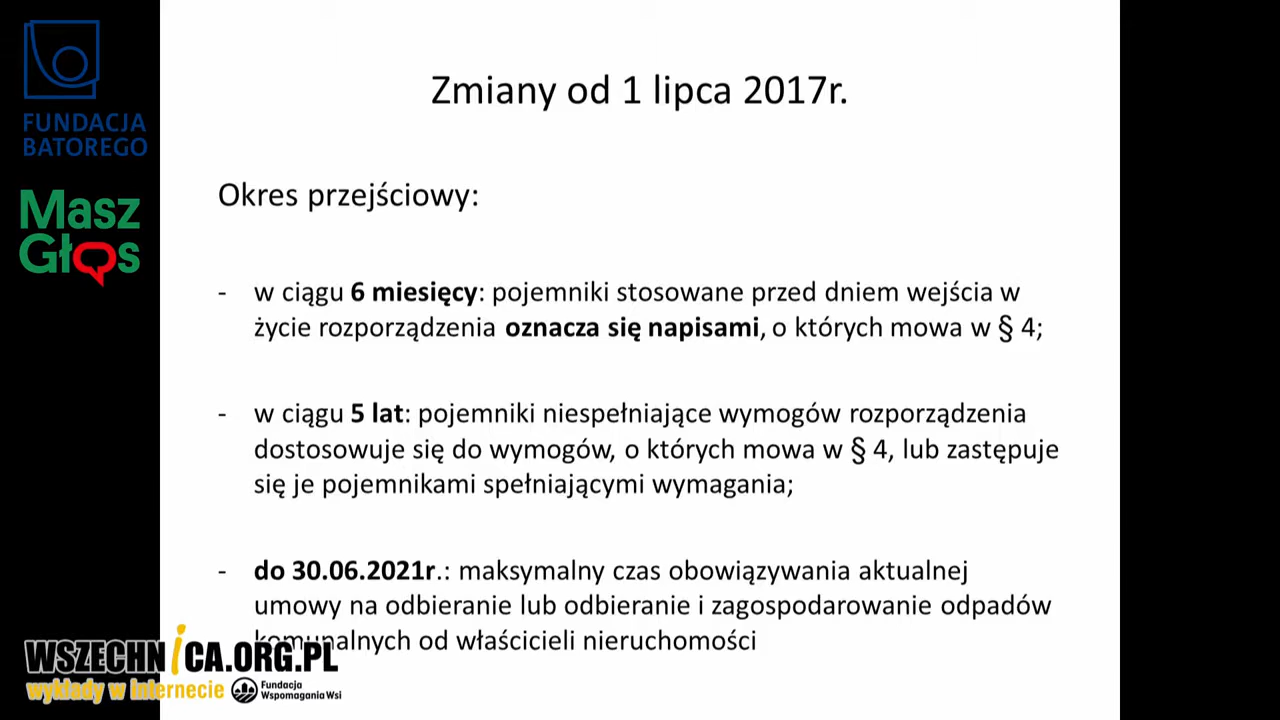 FUNDACJA
BATOREGO
Masz
Głos
Zmiany od 1 lipca 2017r.
Okres przejściowy:
- w ciągu 6 miesięcy: pojemniki stosowane przed dniem wejścia w
życie rozporządzenia oznacza się napisami, o których mowa w § 4;
- w ciągu 5 lat: pojemniki niespełniające wymogów rozporządzenia
dostosowuje się do wymogów, o których mowa w § 4, lub zastępuje
się je pojemnikami spełniającymi wymagania;
- do 30.06.2021r.: maksymalny czas obowiązywania aktualnej
umowy na odbieranie lub odbieranie i zagospodarowanie odpadów
komunalnych od właścicieli nieruchomości
WSZECHNiCA.ORG.PL
wykłady w internecie
Fundacja
Wspomagania Wsi